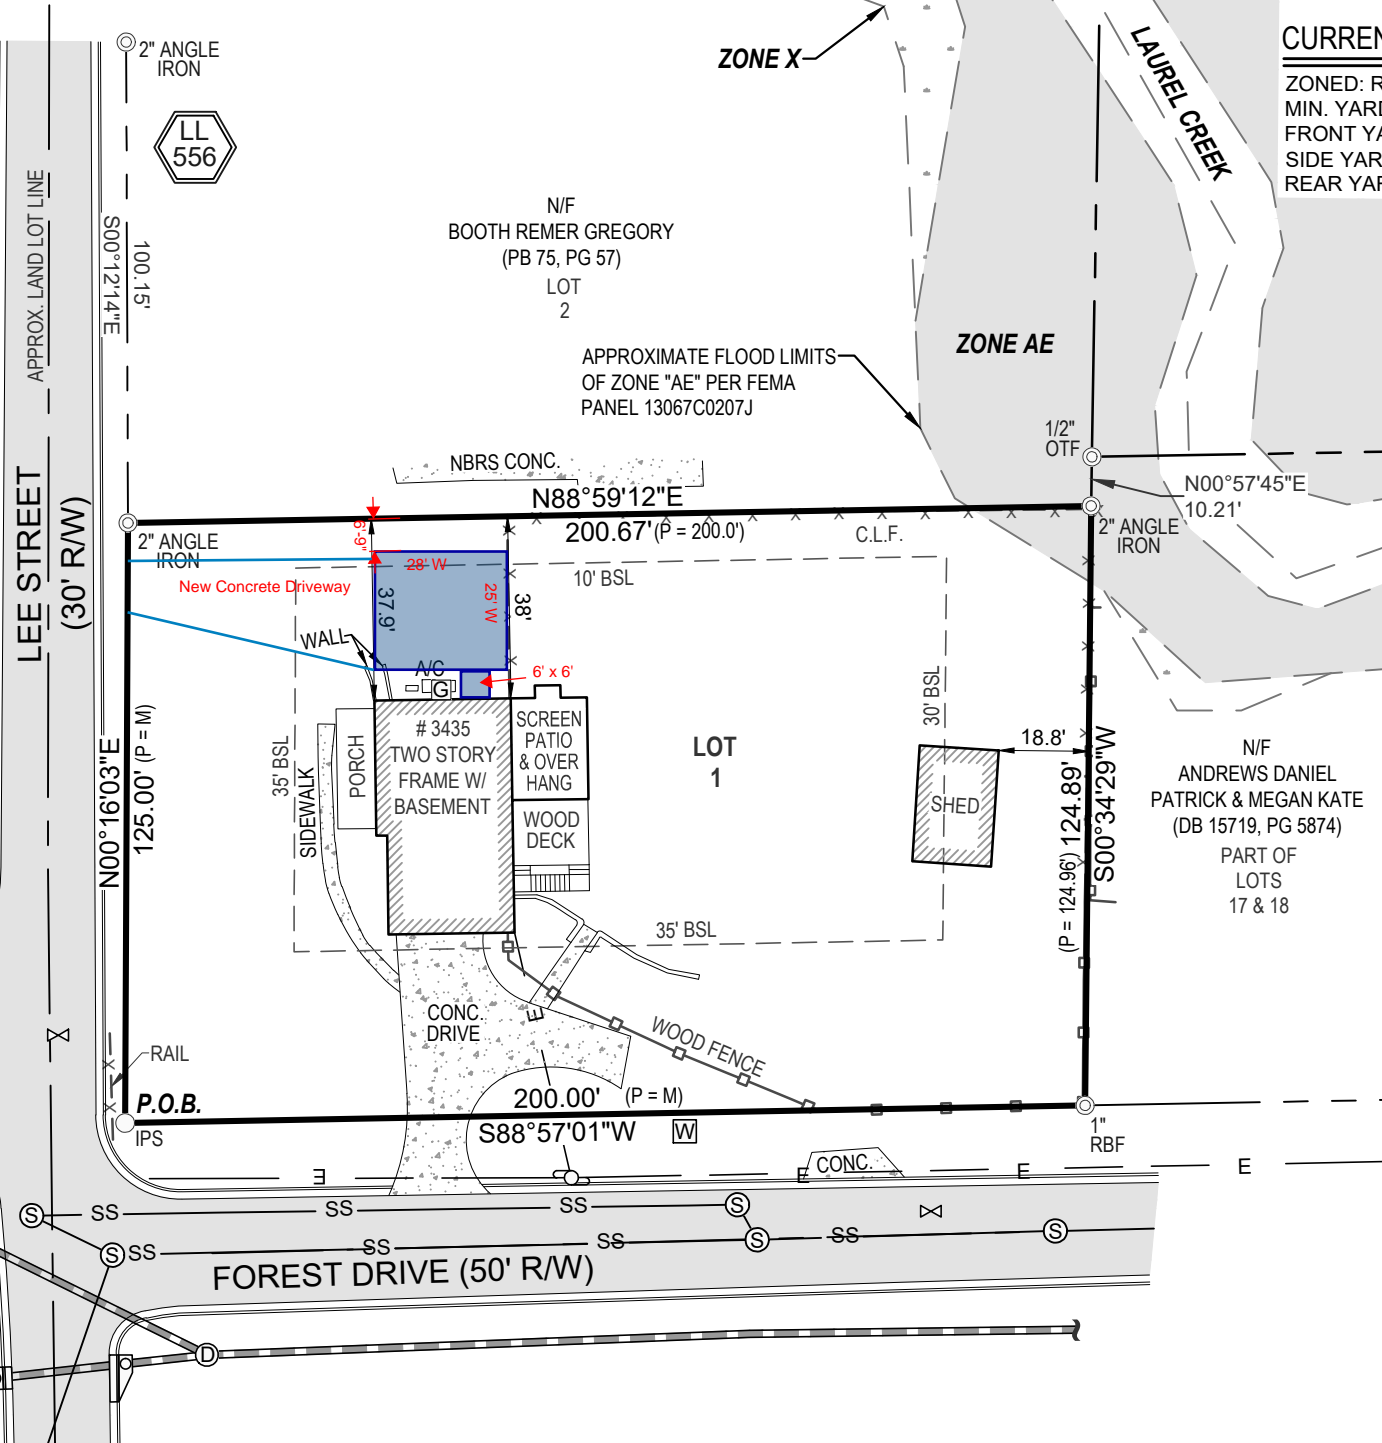 2" ANGLE
IRON
LL
556
APPROX. LAND LOT LINE
100.15'
S00°12'14"E
ZONE X
LAUREL CREEK
CURREN
ZONED: R
MIN. YARD
FRONT YA
SIDE YAR
REAR YAR
N/F
BOOTH REMER GREGORY
(PB 75, PG 57)
LOT
2
ZONE AE
APPROXIMATE FLOOD LIMITS
OF ZONE "AE" PER FEMA
PANEL 13067C0207J
1/2"
OTF
N00°57'45"E
10.21'
2" ANGLE
IRON
NBRS CONC.
N88°59'12"E
200.67' (P = 200.0')
C.L.F.
LEE STREET
(30' R/W)
2" ANGLE
IRON
New Concrete Driveway
6'-9"
28' W
25' W
37.9'
38'
10' BSL
WALL
A/C
G
6' x 6'
# 3435
TWO STORY
FRAME W/
BASEMENT
SCREEN
PATIO
& OVER
HANG
WOOD
DECK
PORCH
SIDEWALK
35' BSL
LOT
1
30' BSL
SHED
18.8'
N00°16'03"E
125.00' (P = M)
(P = 124.96') 124.89'
S00°34'29"W
N/F
ANDREWS DANIEL
PATRICK & MEGAN KATE
(DB 15719, PG 5874)
PART OF
LOTS
17 & 18
35' BSL
CONC.
DRIVE
E
WOOD FENCE
RAIL
P.O.B.
IPS
200.00' (P = M)
S88°57'01"W
W
1"
RBF
CONC.
E E E E
S SS SS SS S
S SS SS SS S SS S
FOREST DRIVE (50' R/W)
D